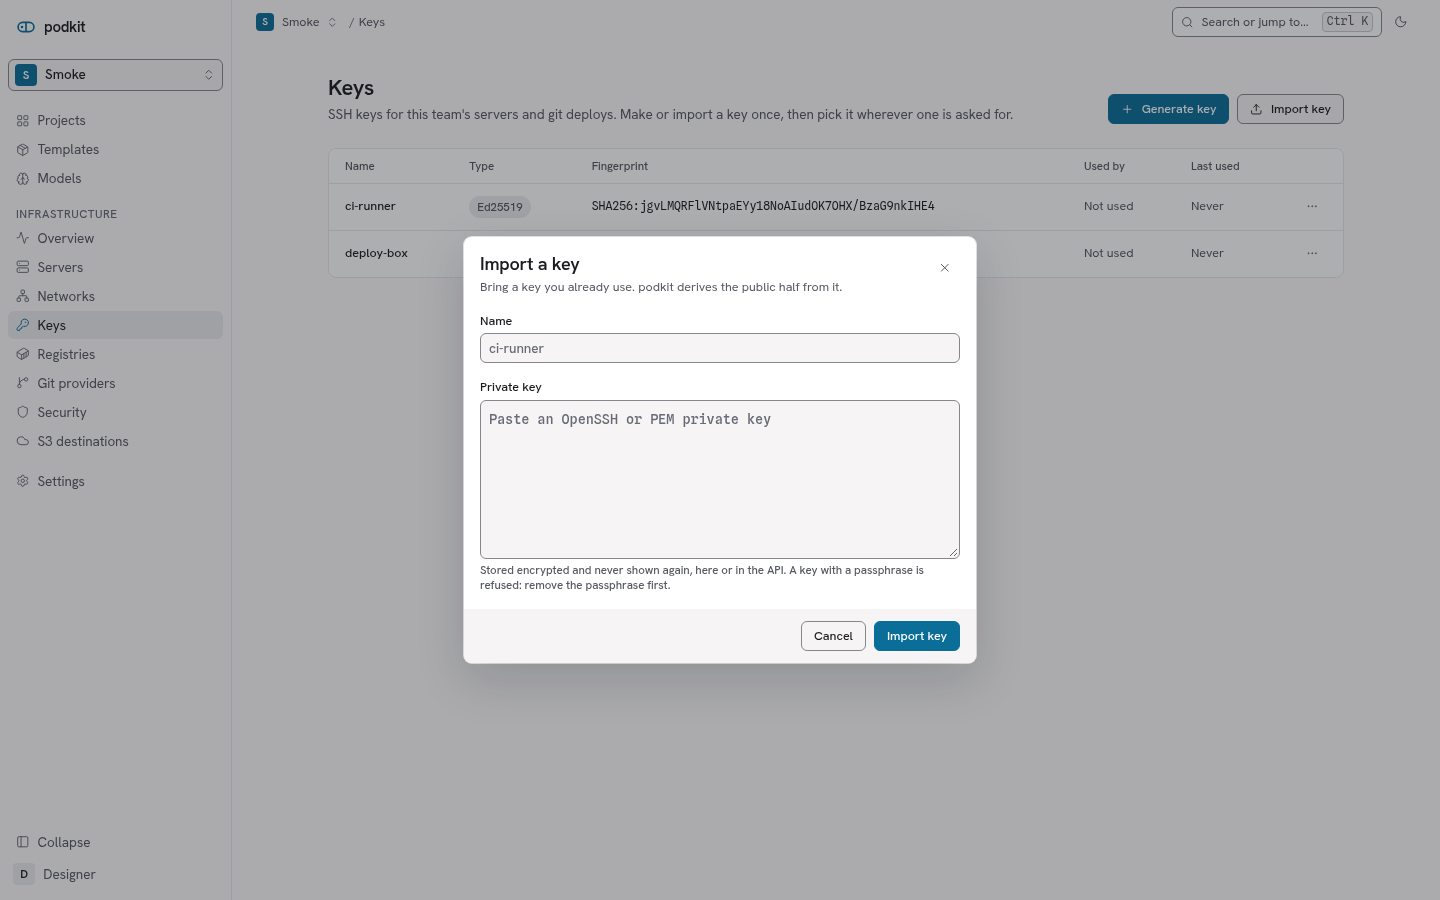 podkit
S Smoke / Keys
Search or jump to... Ctrl K
S Smoke
Projects
Templates
Models
INFRASTRUCTURE
Overview
Servers
Networks
Keys
Registries
Git providers
Security
S3 destinations
Settings
Collapse
D Designer
Keys
SSH keys for this team's servers and git deploys. Make or import a key once, then pick it wherever one is asked for.
Generate key
Import key
Name Type Fingerprint Used by Last used
ci-runner Ed25519 SHA256:jgvLMQRFlVNtpaEYy18NoAIudOK7OHX/BzaG9nkIHE4 Not used Never
deploy-box Not used Never
Import a key
Bring a key you already use. podkit derives the public half from it.
Name
ci-runner
Private key
Paste an OpenSSH or PEM private key
Stored encrypted and never shown again, here or in the API. A key with a passphrase is
refused: remove the passphrase first.
Cancel
Import key